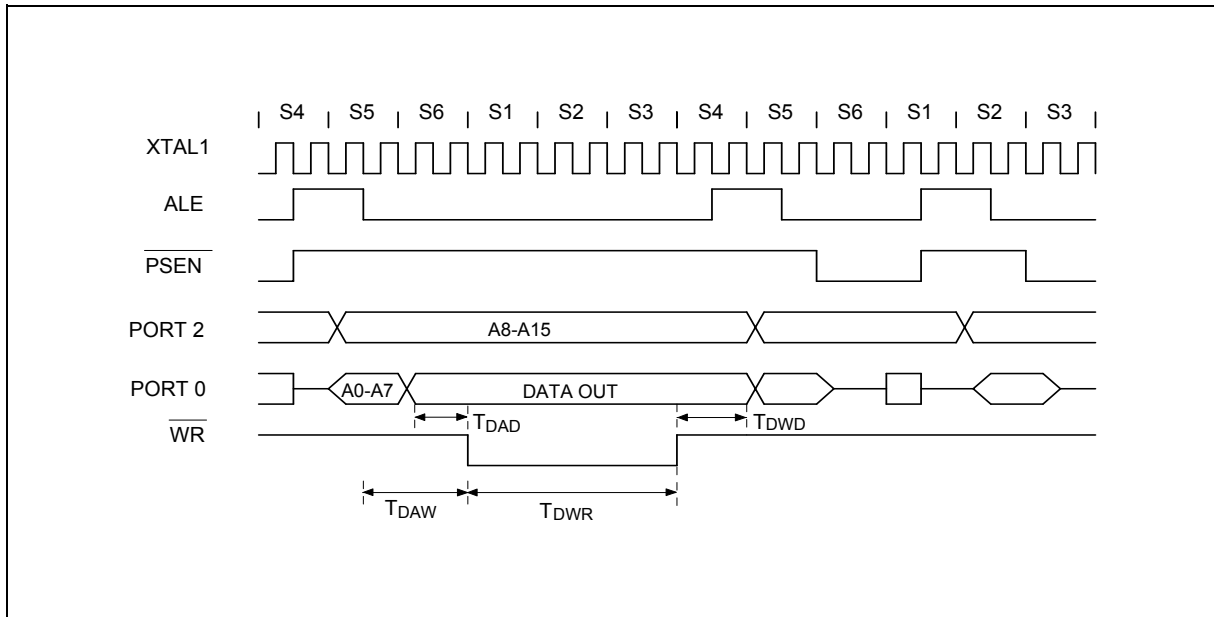 S4 S5 S6 S1 S2 S3 S4 S5 S6 S1 S2 S3
XTAL1
ALE
PSEN
PORT 2 A8-A15
PORT 0 A0-A7 DATA OUT
TDAD TDWD
WR
TDAW TDWR